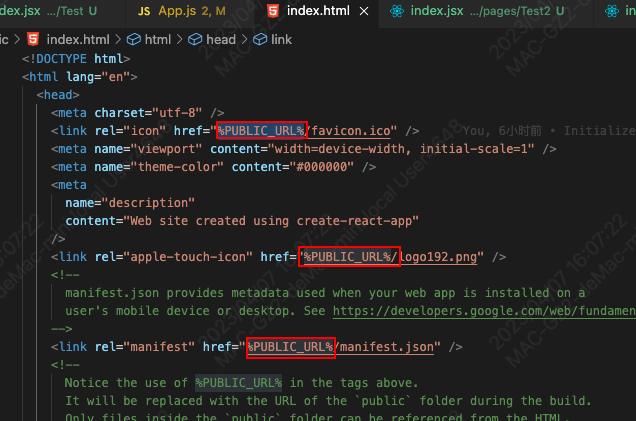 ndex.jsx .../Test U JS App.js 2, M index.html × index.jsx .../pages/Test2 U in
ic > index.html > html > head > link
<!DOCTYPE html>
<html lang="en">
<head>
<meta charset="utf-8" />
<link rel="icon" href="%PUBLIC_URL%/favicon.ico" /> You, 6小时前 • Initialize
<meta name="viewport" content="width=device-width, initial-scale=1" />
<meta name="theme-color" content="#000000" />
<meta
name="description"
content="Web site created using create-react-app"
/>
<link rel="apple-touch-icon" href="%PUBLIC_URL%/logo192.png" />
<!--
manifest.json provides metadata used when your web app is installed on a
user's mobile device or desktop. See https://developers.google.com/web/fundamen
-->
<link rel="manifest" href="%PUBLIC_URL%/manifest.json" />
<!--
Notice the use of %PUBLIC_URL% in the tags above.
It will be replaced with the URL of the `public` folder during the build.
Only files inside the `public` folder can be referenced from the HTML.